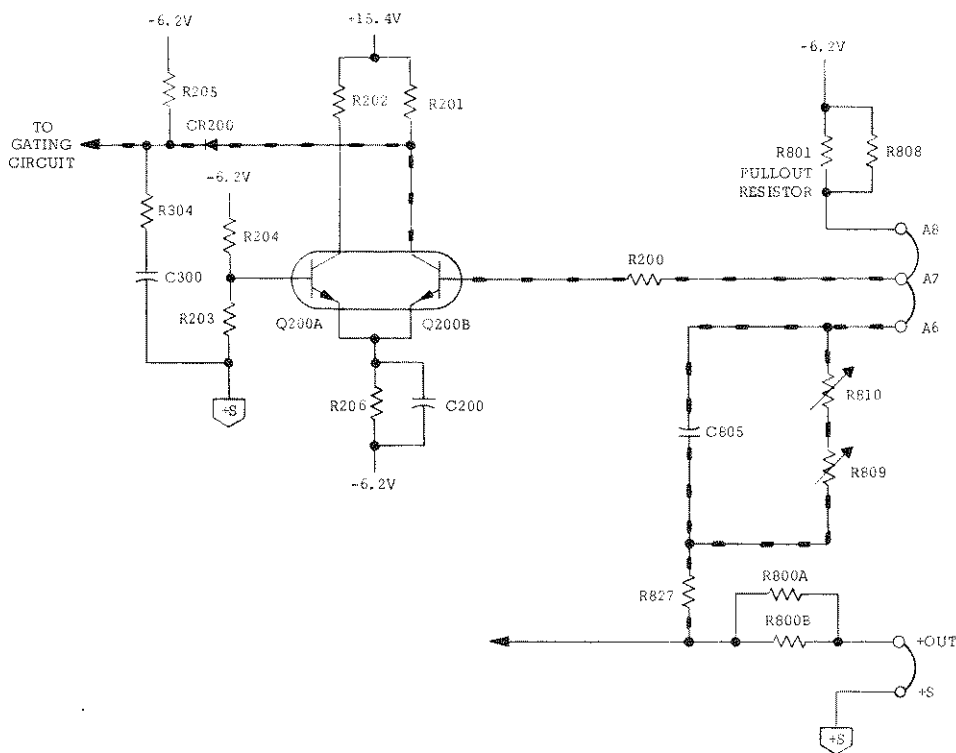 -6.2V
+15.4V
-6.2V
R205
R202
R201
TO
GATING
CIRCUIT
CR200
R801
R808
PULLOUT
RESISTOR
-6.2V
R304
R204
A8
R200
A7
C300
R203
Q200A
Q200B
A6
+S
R206
C200
R810
C805
-6.2V
R809
R827
R800A
R800B
+OUT
+S
+S